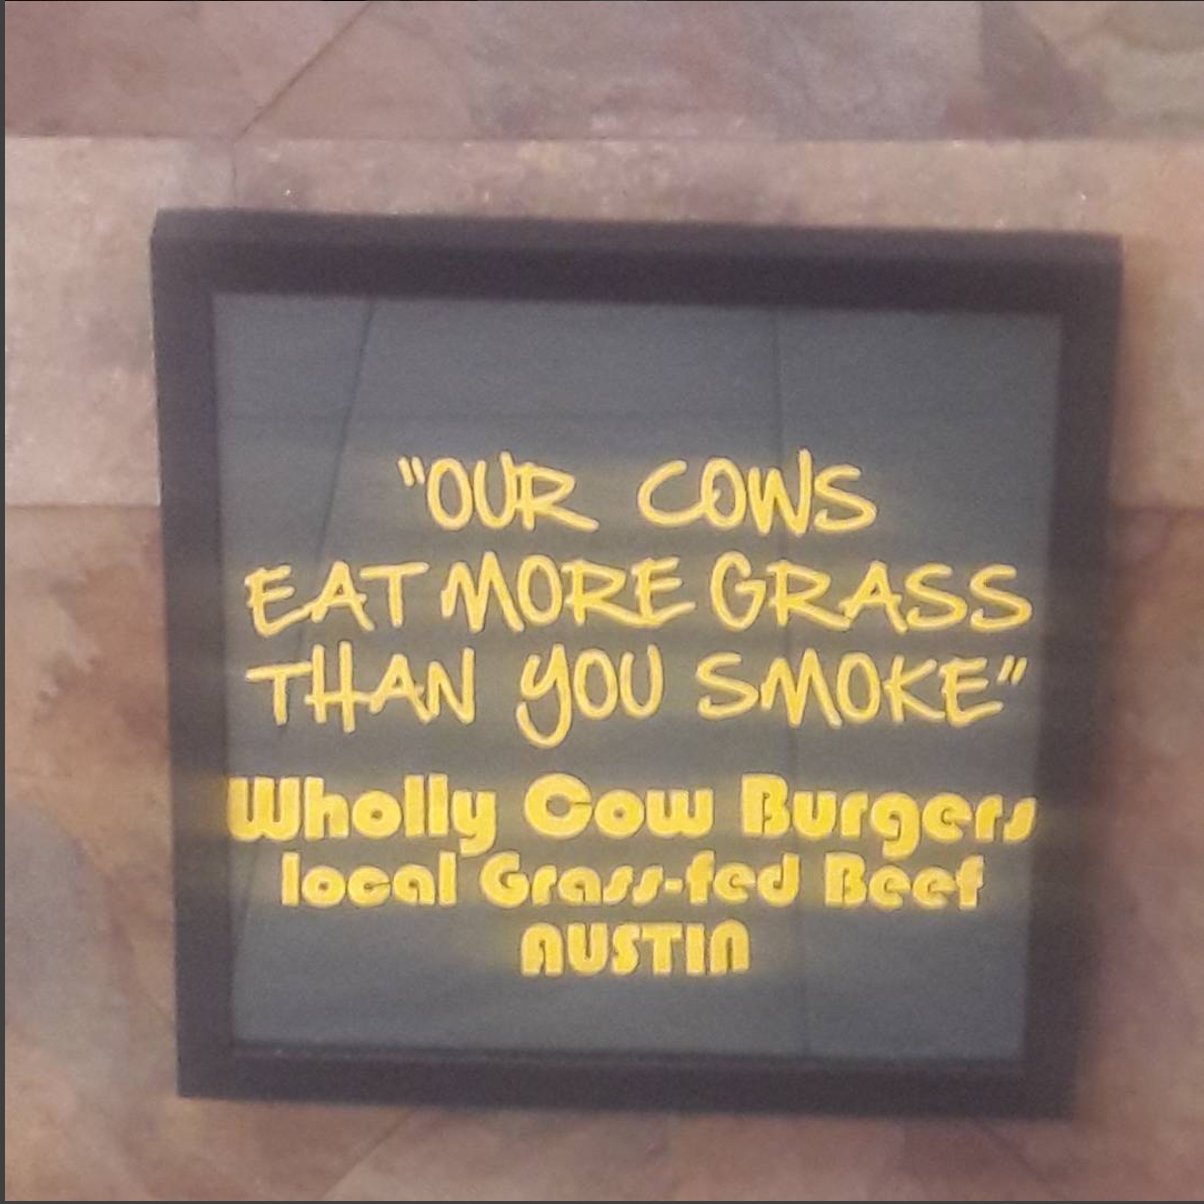 "OUR COWS
EAT MORE GRASS
THAN YOU SMOKE"
Wholly Cow Burgers
local Grass-fed Beef
AUSTIN